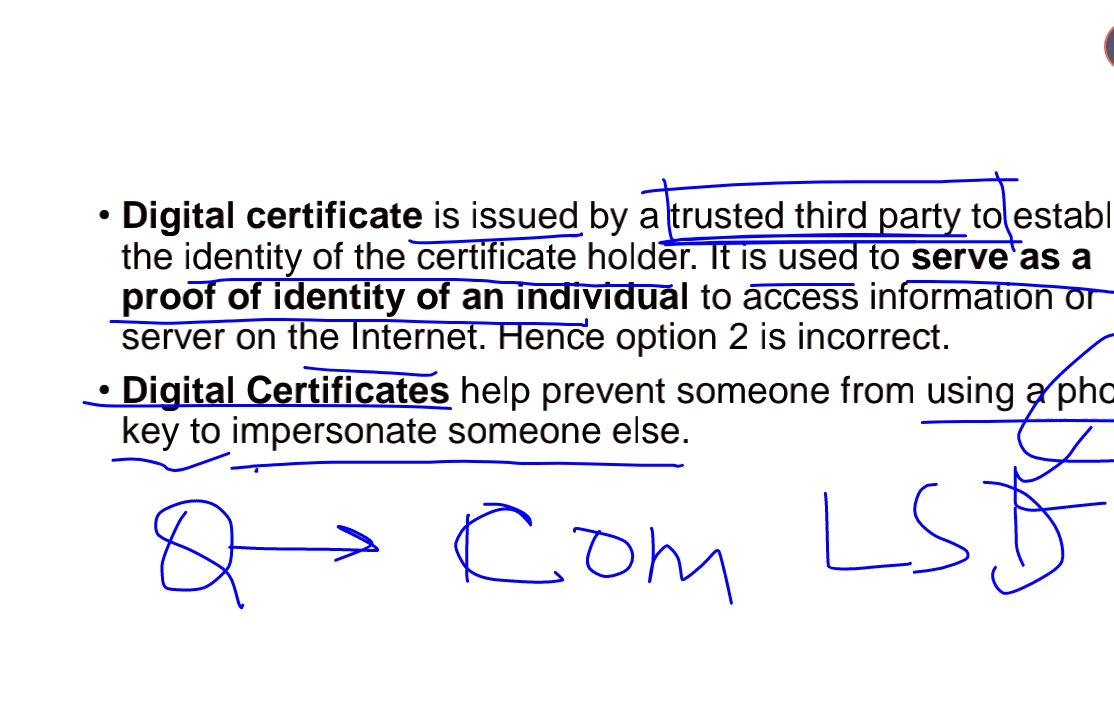 • Digital certificate is issued by a trusted third party to establ
the identity of the certificate holder. It is used to serve as a
proof of identity of an individual to access information or
server on the Internet. Hence option 2 is incorrect.
• Digital Certificates help prevent someone from using a pho
key to impersonate someone else.
Com LSD